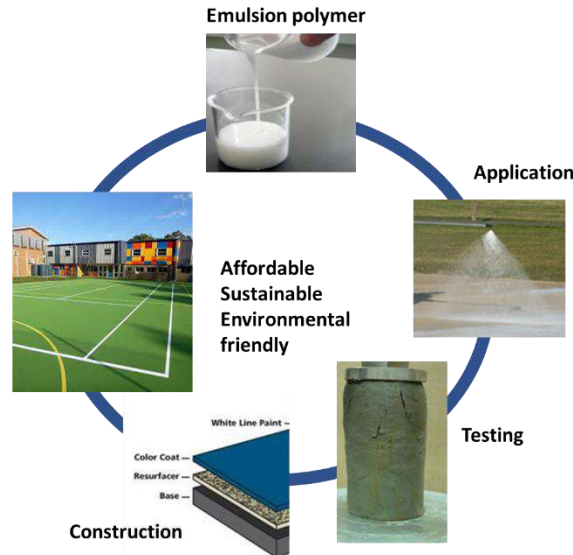 Emulsion polymer
Application
Affordable
Sustainable
Environmental
friendly
White Line Paint
Color Coat
Resurfacer
Base
Testing
Construction